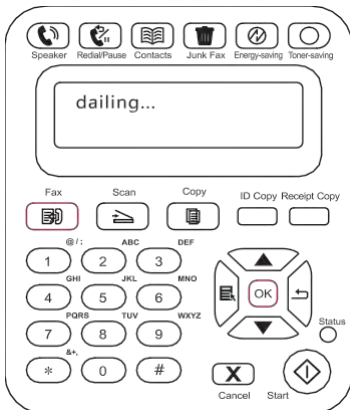 Speaker Redial/Pause Contacts Junk Fax Energy-saving Toner-saving
dailing...
Fax Scan Copy ID Copy Receipt Copy
@ / : ABC DEF
1 2 3
GHI JKL MNO
4 5 6 OK
PQRS TUV WXYZ
7 8 9 Status
&+,
* 0 # X
Cancel Start